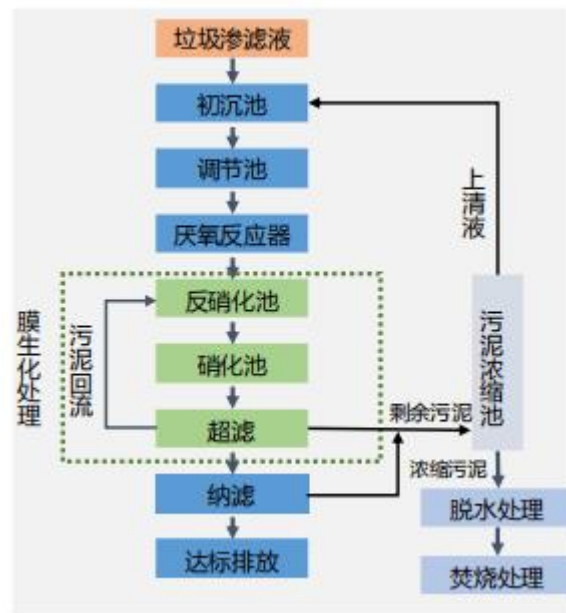 垃圾渗滤液
初沉池
调节池
厌氧反应器
反硝化池
硝化池
超滤
纳滤
达标排放
膜生化处理
污泥回流
剩余污泥
上清液
污泥浓缩池
浓缩污泥
脱水处理
焚烧处理